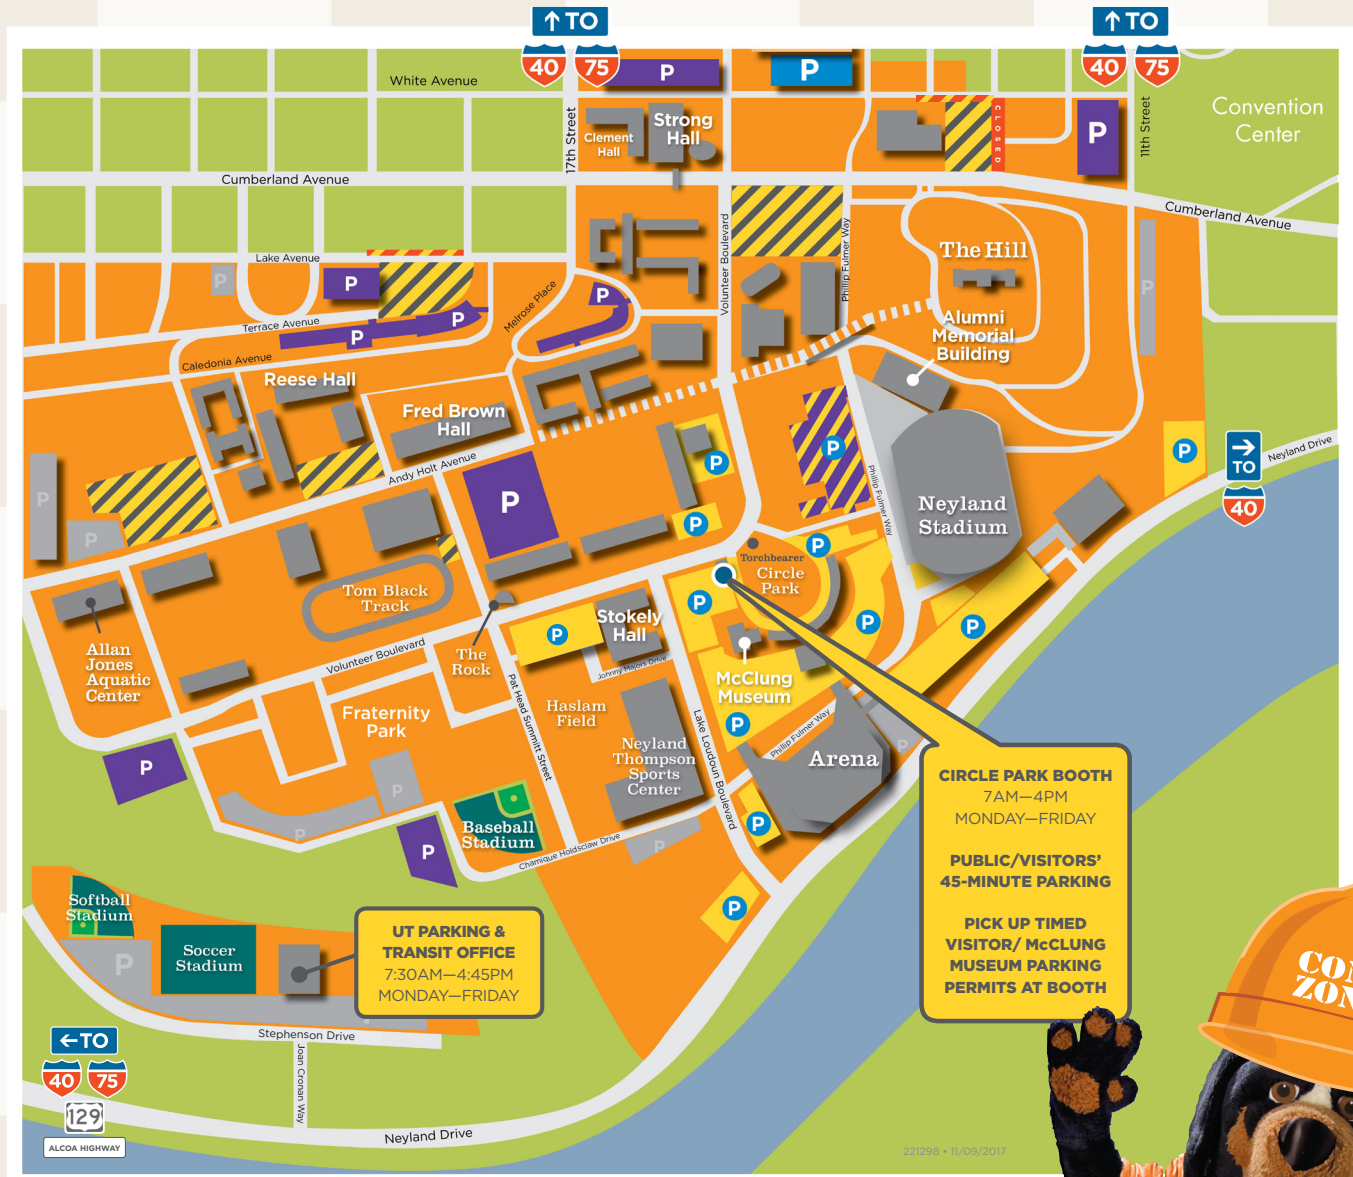 TO
40
75
TO
40
75
White Avenue
P
P
17th Street
Clement
Hall
Strong
Hall
CLOSED
P
11th Street
Convention
Center
Cumberland Avenue
Cumberland Avenue
Lake Avenue
P
P
Terrace Avenue
P
P
Caledonia Avenue
Melrose Place
P
Volunteer Boulevard
Phillip Fulmer Way
The Hill
P
Alumni
Memorial
Building
Reese Hall
Fred Brown
Hall
Andy Holt Avenue
P
P
P
P
P
P
Phillip Fulmer Way
Neyland
Stadium
P
TO
40
Neyland Drive
P
Torchbearer
Circle
Park
P
P
P
P
Tom Black
Track
Allan
Jones
Aquatic
Center
Volunteer Boulevard
The
Rock
P
Stokely
Hall
Johnny Majors Drive
McClung
Museum
P
Pat Head Summitt Street
Haslam
Field
Neyland
Thompson
Sports
Center
Lake Loudoun Boulevard
Phillip Fulmer Way
Arena
P
Fraternity
Park
P
P
P
P
Baseball
Stadium
Chamique Holdsclaw Drive
P
P
P
CIRCLE PARK BOOTH
7AM—4PM
MONDAY—FRIDAY
PUBLIC/VISITORS'
45-MINUTE PARKING
PICK UP TIMED
VISITOR/ McCLUNG
MUSEUM PARKING
PERMITS AT BOOTH
Softball
Stadium
P
Soccer
Stadium
UT PARKING &
TRANSIT OFFICE
7:30AM—4:45PM
MONDAY—FRIDAY
P
Stephenson Drive
Joan Cronan Way
TO
40
75
129
ALCOA HIGHWAY
Neyland Drive
221298 • 11/09/2017